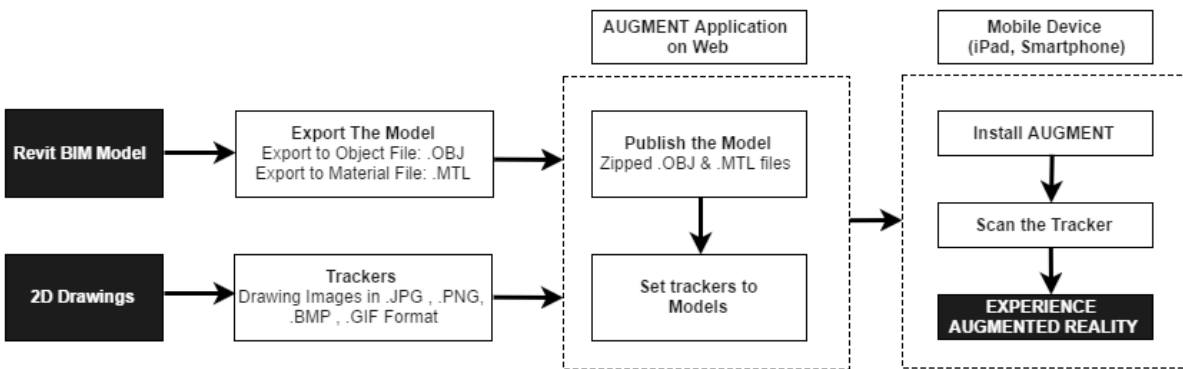 AUGMENT Application
on Web
Mobile Device
(iPad, Smartphone)
Revit BIM Model
Export The Model
Export to Object File: .OBJ
Export to Material File: .MTL
Publish the Model
Zipped .OBJ & .MTL files
Install AUGMENT
Scan the Tracker
2D Drawings
Trackers
Drawing Images in .JPG , .PNG,
.BMP , .GIF Format
Set trackers to
Models
EXPERIENCE
AUGMENTED REALITY